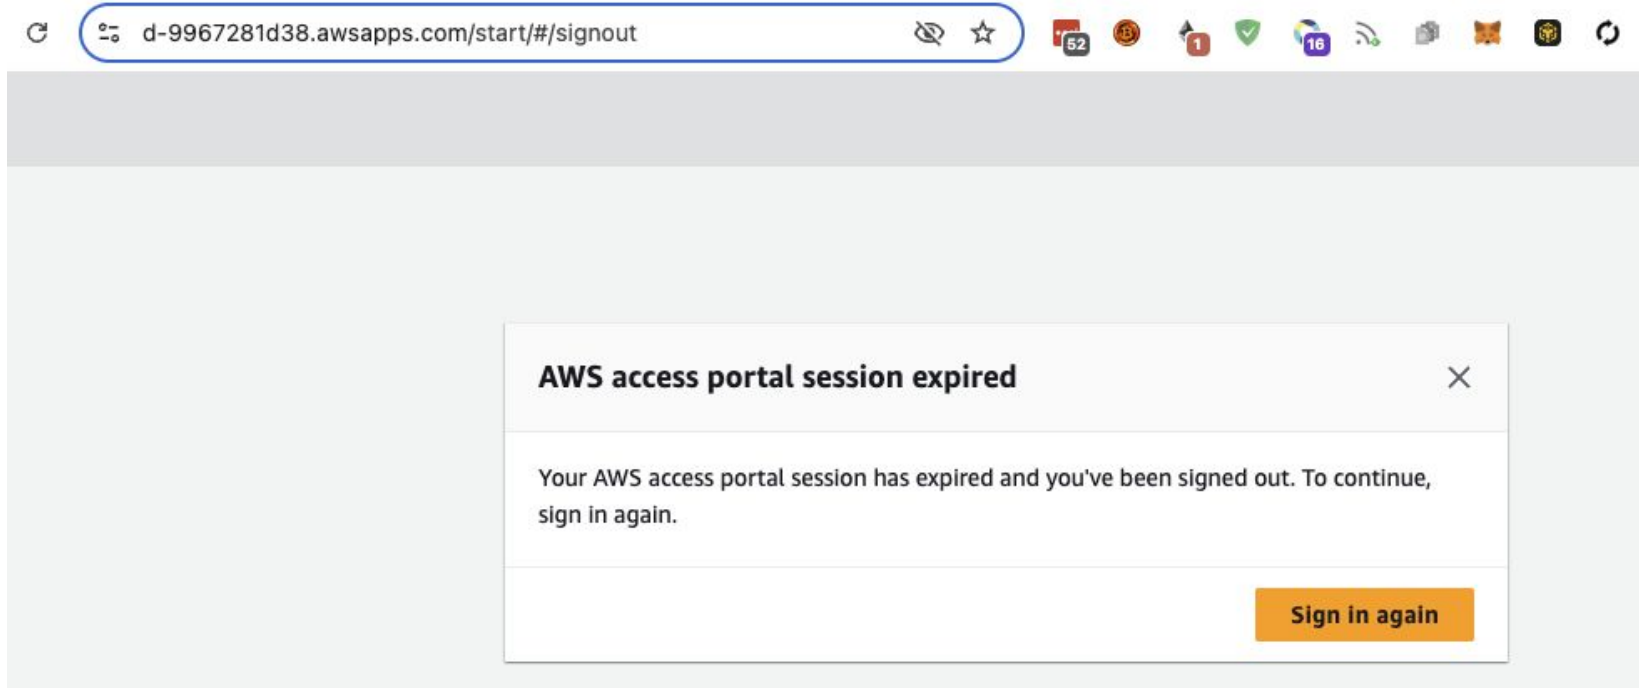 d-9967281d38.awsapps.com/start/#/signout
52
1
16
AWS access portal session expired
Your AWS access portal session has expired and you've been signed out. To continue,
sign in again.
Sign in again